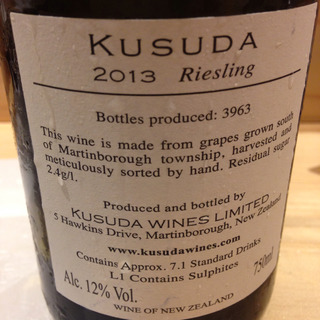 KUSUDA
2013 Riesling
Bottles produced: 3963
This wine is made from grapes grown south
of Martinborough township, harvested and
meticulously sorted by hand. Residual sugar
2.4g/l.
Produced and bottled by
KUSUDA WINES LIMITED
5 Hawkins Drive, Martinborough, New Zealand
www.kusudawines.com
Contains Approx. 7.1 Standard Drinks
L1 Contains Sulphites
Alc. 12% Vol. 750ml
WINE OF NEW ZEALAND